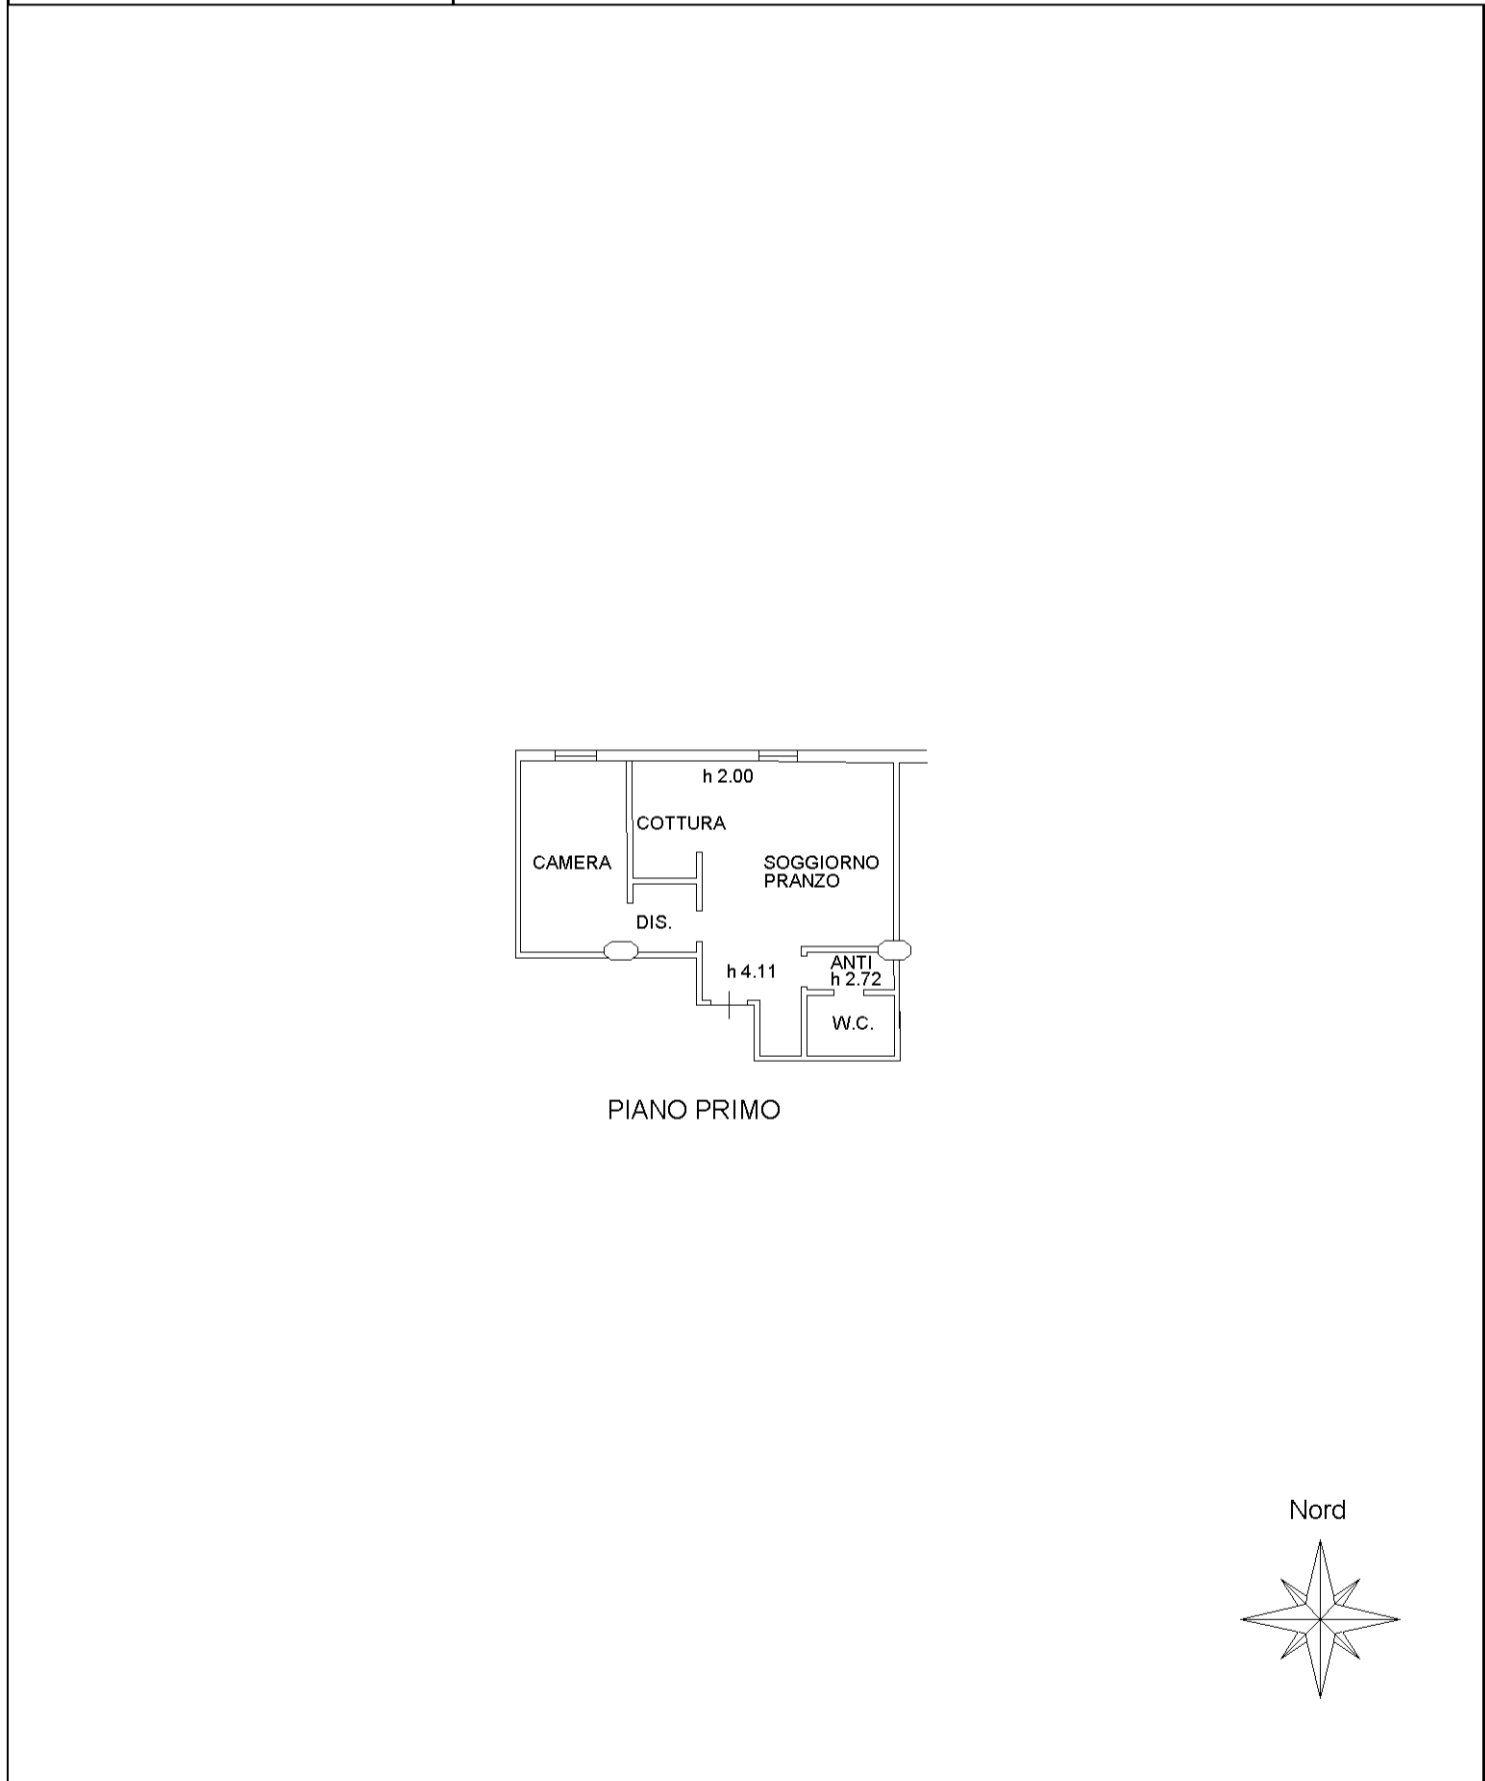 h 2.00
COTTURA
CAMERA
SOGGIORNO
PRANZO
DIS.
h 4.11
ANTI
h 2.72
W.C.
PIANO PRIMO
Nord